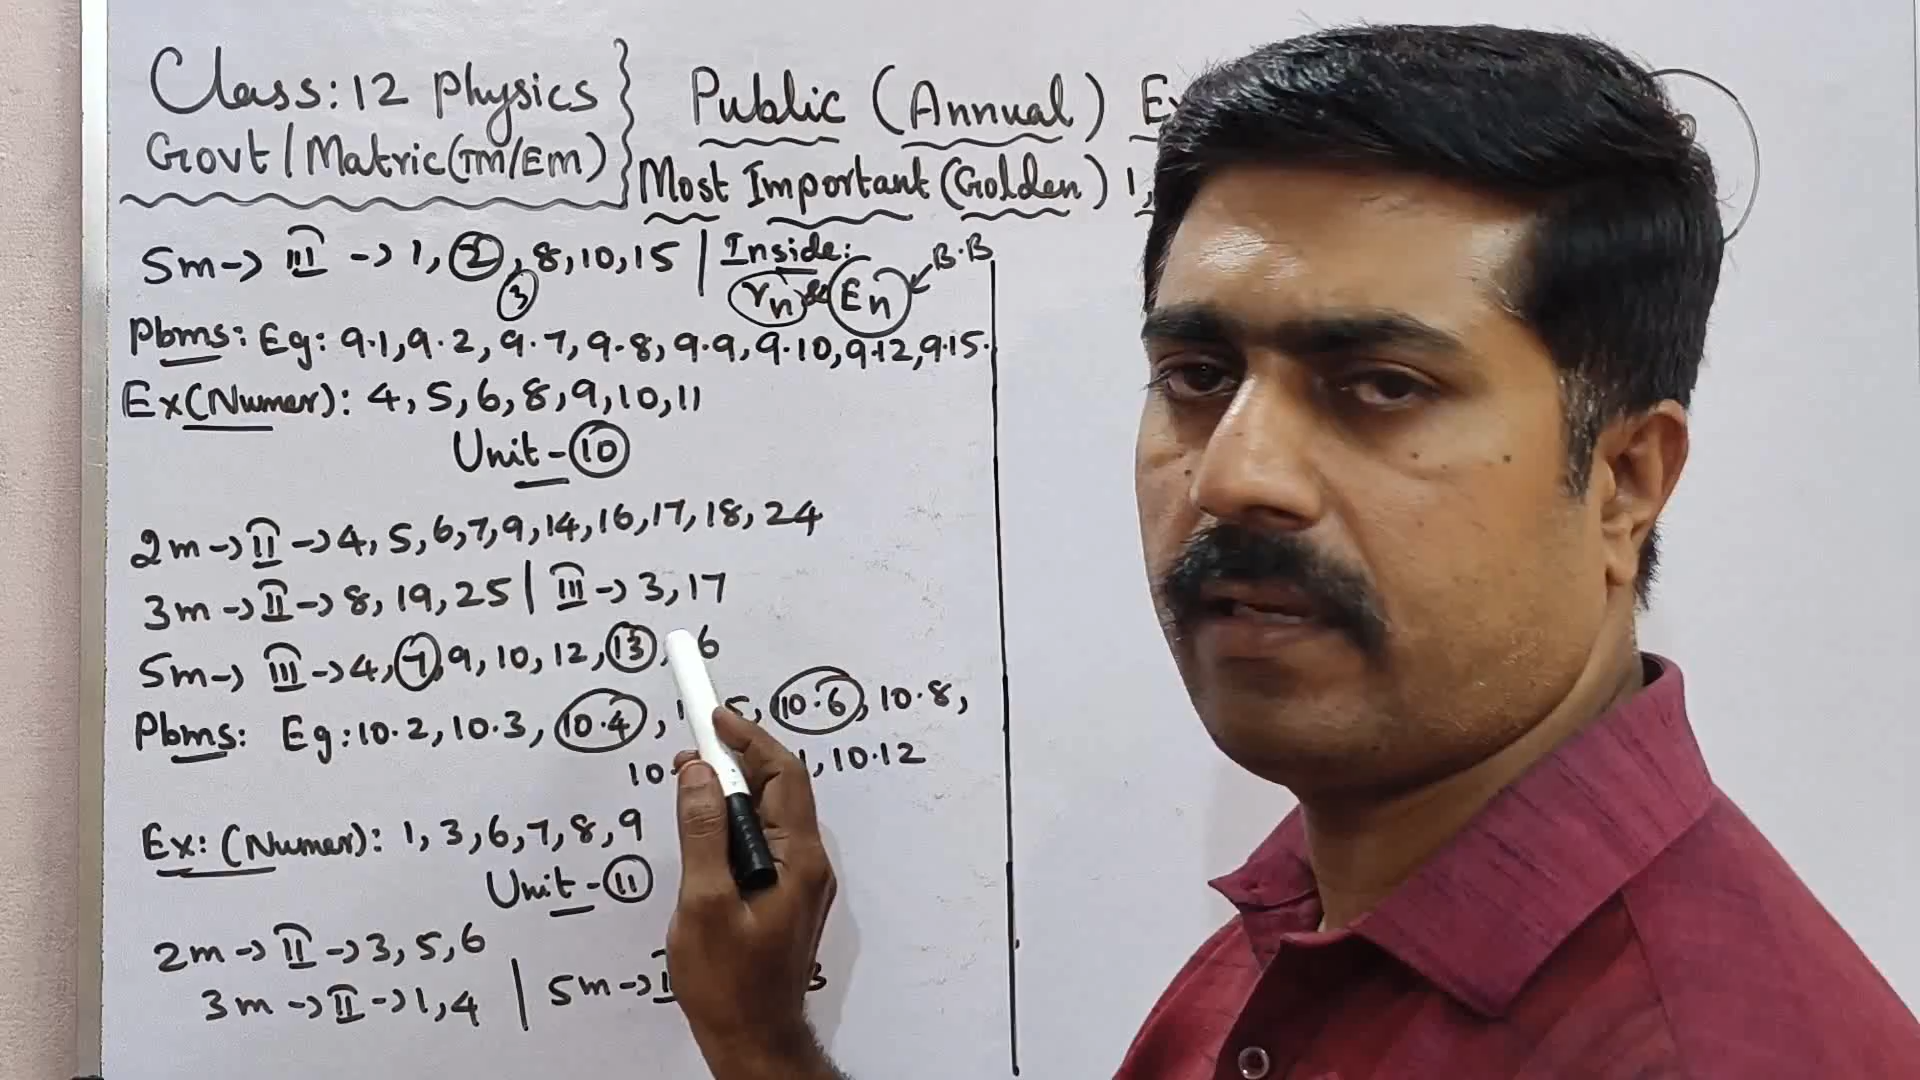 Class: 12 Physics
Govt/Matric(TM/EM)
Public (Annual)
Most Important (Golden) 1,
5m -> III -> 1, 2, 3, 8, 10, 15 | Inside: rn & En <- B.B
Pbms: Eg: 9.1, 9.2, 9.7, 9.8, 9.9, 9.10, 9.12, 9.15.
Ex(Numer): 4, 5, 6, 8, 9, 10, 11
Unit - 10
2m -> II -> 4, 5, 6, 7, 9, 14, 16, 17, 18, 24
3m -> II -> 8, 19, 25 | III -> 3, 17
5m -> III -> 4, 7, 9, 10, 12, 13,
Pbms: Eg: 10.2, 10.3, 10.4, 10.6, 10.8,
10.12
Ex: (Numer): 1, 3, 6, 7, 8, 9
Unit - 11
2m -> II -> 3, 5, 6
3m -> II -> 1, 4 | 5m ->